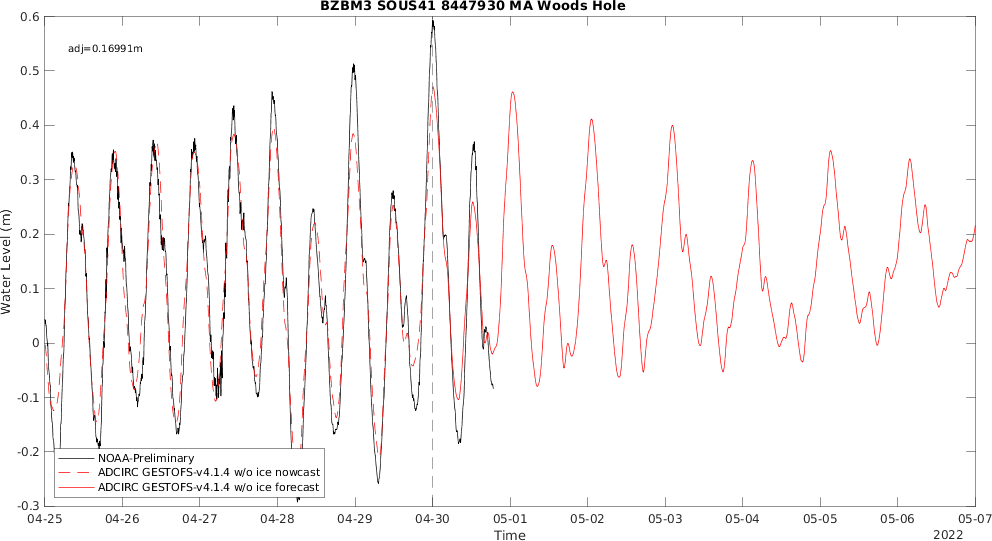 BZBM3 SOUS41 8447930 MA Woods Hole
adj=0.16991m
0.6
0.5
0.4
0.3
0.2
0.1
0
-0.1
-0.2
-0.3
Water Level (m)
NOAA-Preliminary
ADCIRC GESTOFS-v4.1.4 w/o ice nowcast
ADCIRC GESTOFS-v4.1.4 w/o ice forecast
04-25 04-26 04-27 04-28 04-29 04-30 05-01 05-02 05-03 05-04 05-05 05-06 05-07
Time
2022